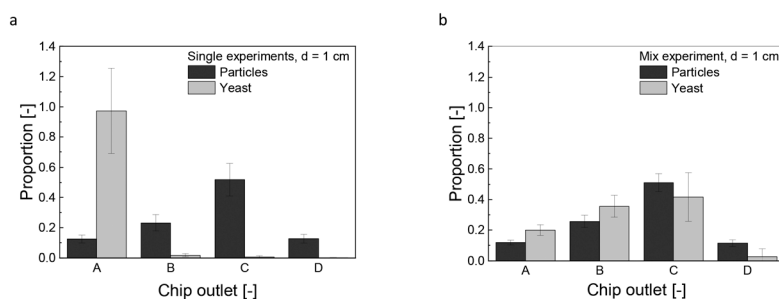 a
Single experiments, d = 1 cm
Particles
Yeast
1.4
1.2
1.0
0.8
0.6
0.4
0.2
0.0
Proportion [-]
A B C D
Chip outlet [-]
b
Mix experiment, d = 1 cm
Particles
Yeast
1.4
1.2
1.0
0.8
0.6
0.4
0.2
0.0
Proportion [-]
A B C D
Chip outlet [-]